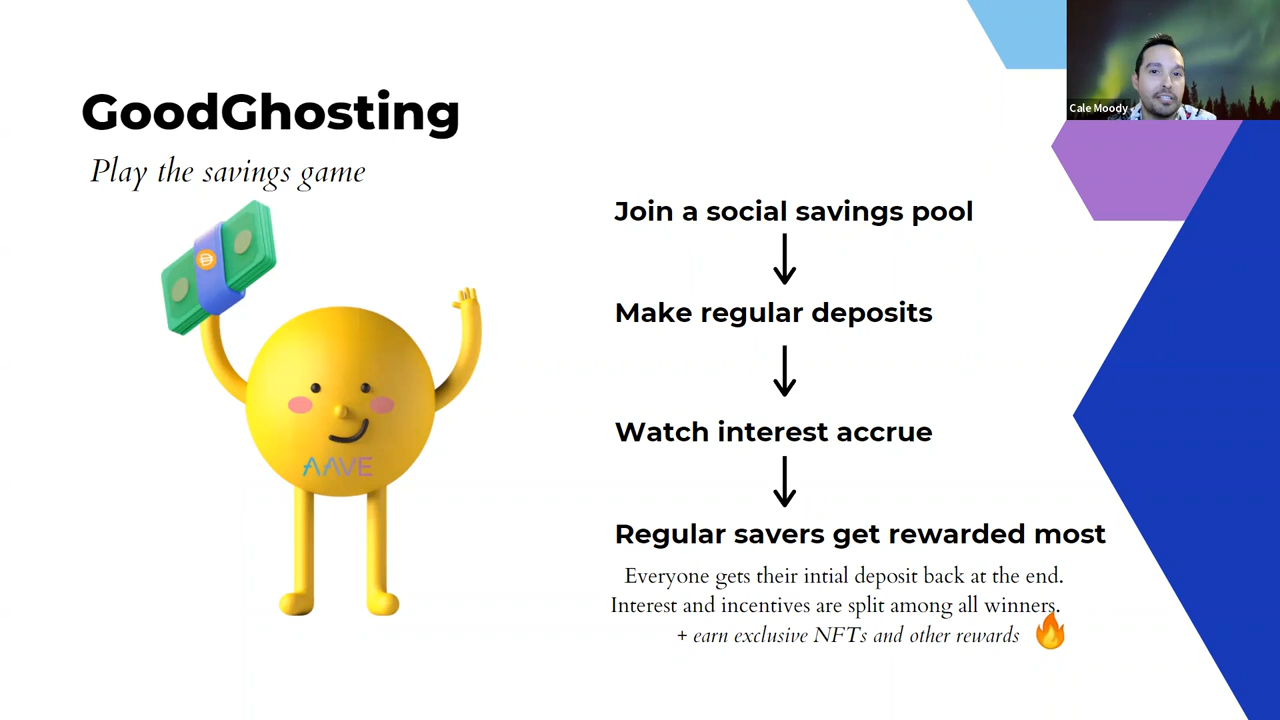 GoodGhosting
Play the savings game
Cale Moody
Join a social savings pool
Make regular deposits
Watch interest accrue
Regular savers get rewarded most
Everyone gets their intial deposit back at the end.
Interest and incentives are split among all winners.
+ earn exclusive NFTs and other rewards
AAVE